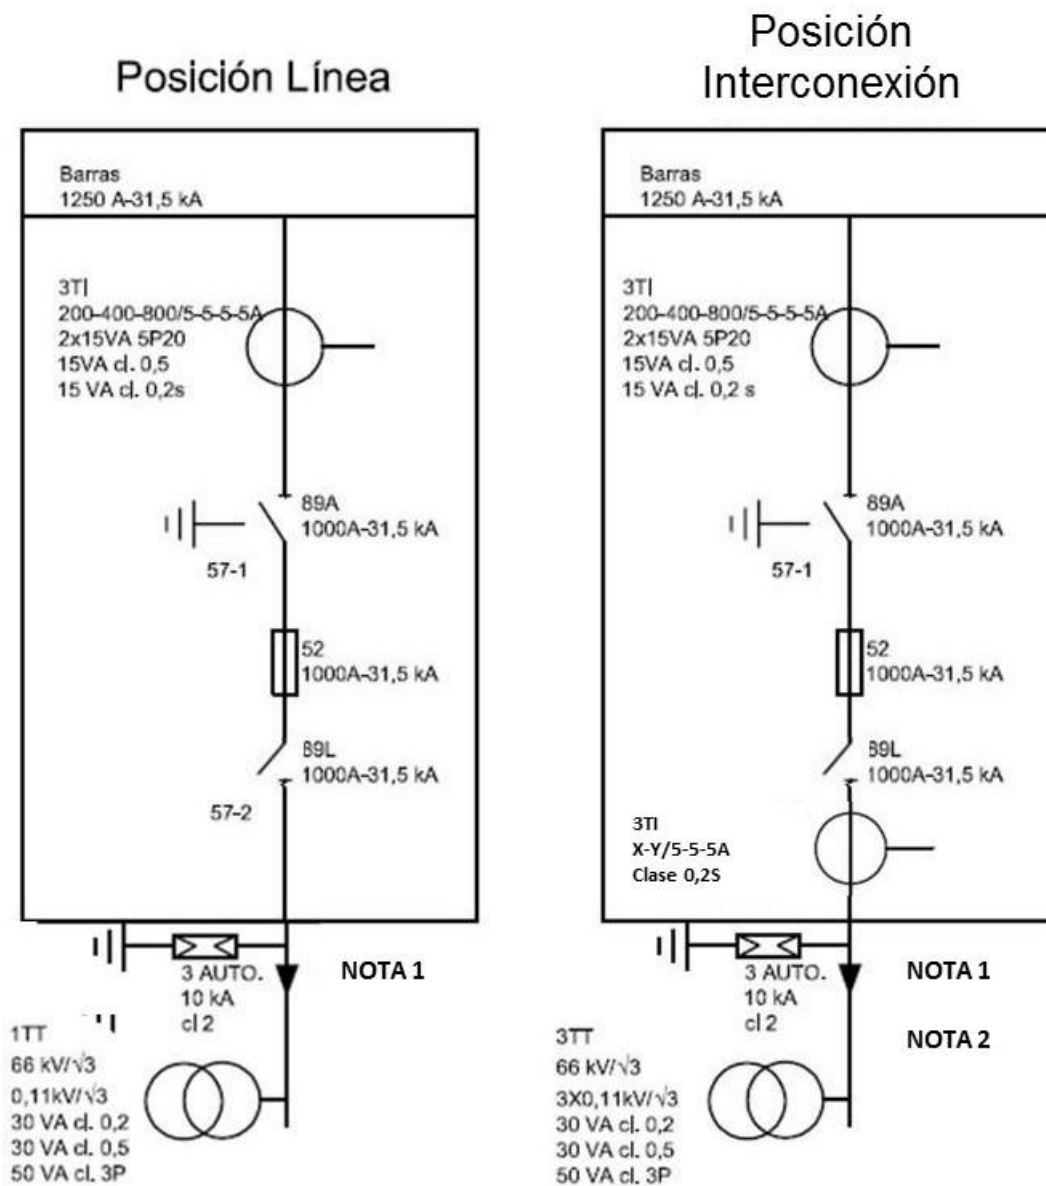 Posición Línea
Barras
1250 A-31,5 kA
3TI
200-400-800/5-5-5-5A
2x15VA 5P20
15VA cl. 0,5
15 VA cl. 0,2s
89A
1000A-31,5 kA
57-1
52
1000A-31,5 kA
89L
1000A-31,5 kA
57-2
3 AUTO.
10 kA
cl 2
NOTA 1
1TT
66 kV/√3
0,11kV/√3
30 VA cl. 0,2
30 VA cl. 0,5
50 VA cl. 3P
Posición
Interconexión
Barras
1250 A-31,5 kA
3TI
200-400-800/5-5-5-5A
2x15VA 5P20
15VA cl. 0,5
15 VA cl. 0,2 s
89A
1000A-31,5 kA
57-1
52
1000A-31,5 kA
89L
1000A-31,5 kA
3TI
X-Y/5-5-5A
Clase 0,2S
3 AUTO.
10 kA
cl 2
NOTA 1
NOTA 2
3TT
66 kV/√3
3X0,11kV/√3
30 VA cl. 0,2
30 VA cl. 0,5
50 VA cl. 3P